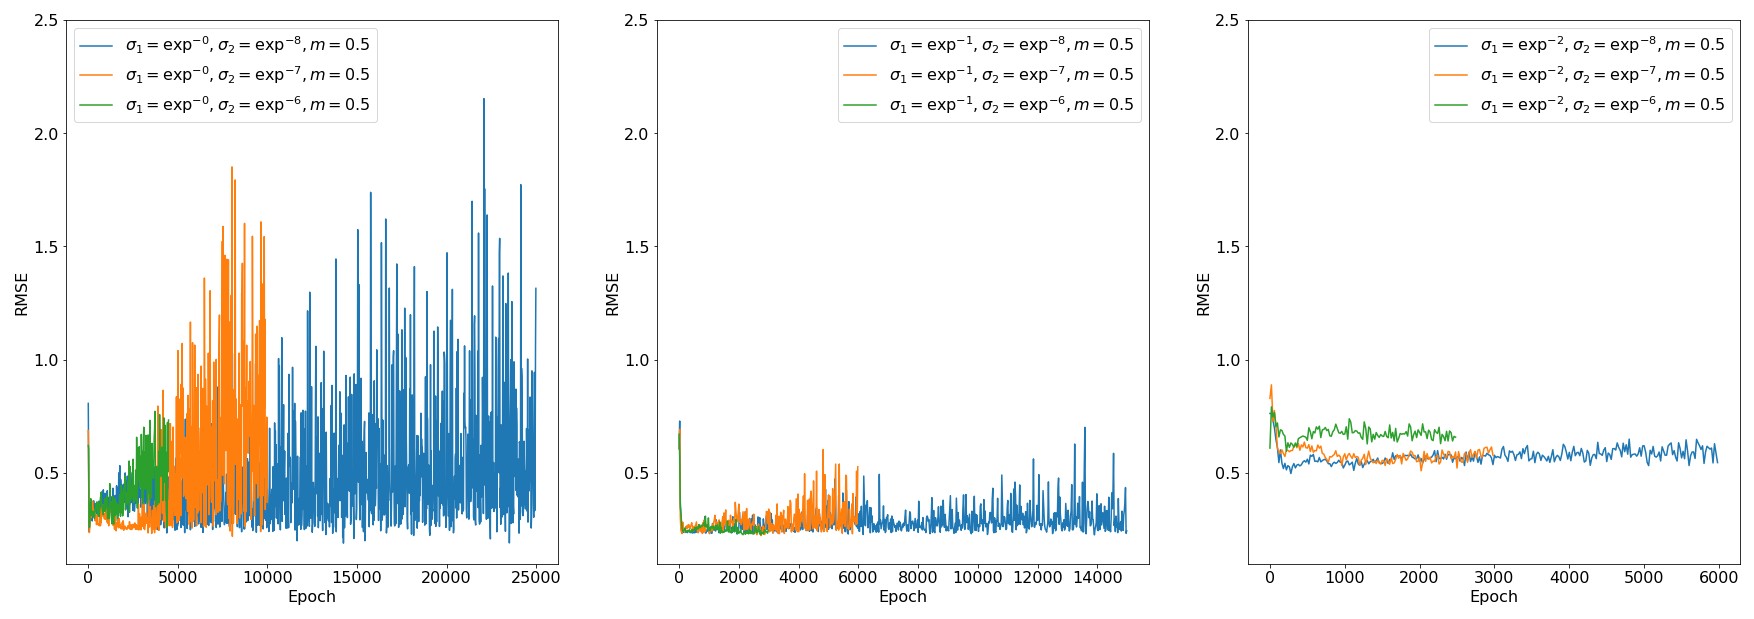 2.5
2.0
1.5
1.0
0.5
RMSE
0 5000 10000 15000 20000 25000
Epoch
σ₁ = exp⁻⁰, σ₂ = exp⁻⁸, m = 0.5
σ₁ = exp⁻⁰, σ₂ = exp⁻⁷, m = 0.5
σ₁ = exp⁻⁰, σ₂ = exp⁻⁶, m = 0.5
2.5
2.0
1.5
1.0
0.5
RMSE
0 2000 4000 6000 8000 10000 12000 14000
Epoch
σ₁ = exp⁻¹, σ₂ = exp⁻⁸, m = 0.5
σ₁ = exp⁻¹, σ₂ = exp⁻⁷, m = 0.5
σ₁ = exp⁻¹, σ₂ = exp⁻⁶, m = 0.5
2.5
2.0
1.5
1.0
0.5
RMSE
0 1000 2000 3000 4000 5000 6000
Epoch
σ₁ = exp⁻², σ₂ = exp⁻⁸, m = 0.5
σ₁ = exp⁻², σ₂ = exp⁻⁷, m = 0.5
σ₁ = exp⁻², σ₂ = exp⁻⁶, m = 0.5